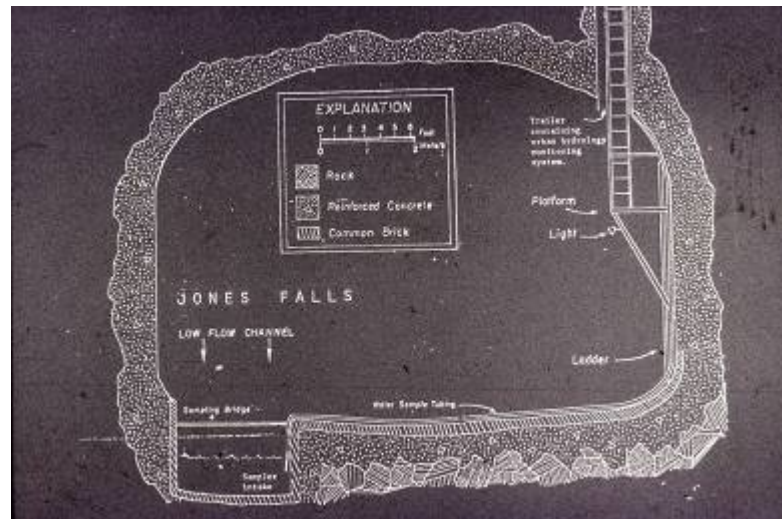 EXPLANATION
0 1 2 3 4 5 6 Feet
0 1 2 Meters
Rock
Reinforced Concrete
Common Brick
Trailer
containing
urban hydrology
monitoring
system.
Platform
Light
JONES FALLS
LOW FLOW CHANNEL
Ladder
Sampling Bridge
Water Sample Tubing
Sampler
Intake